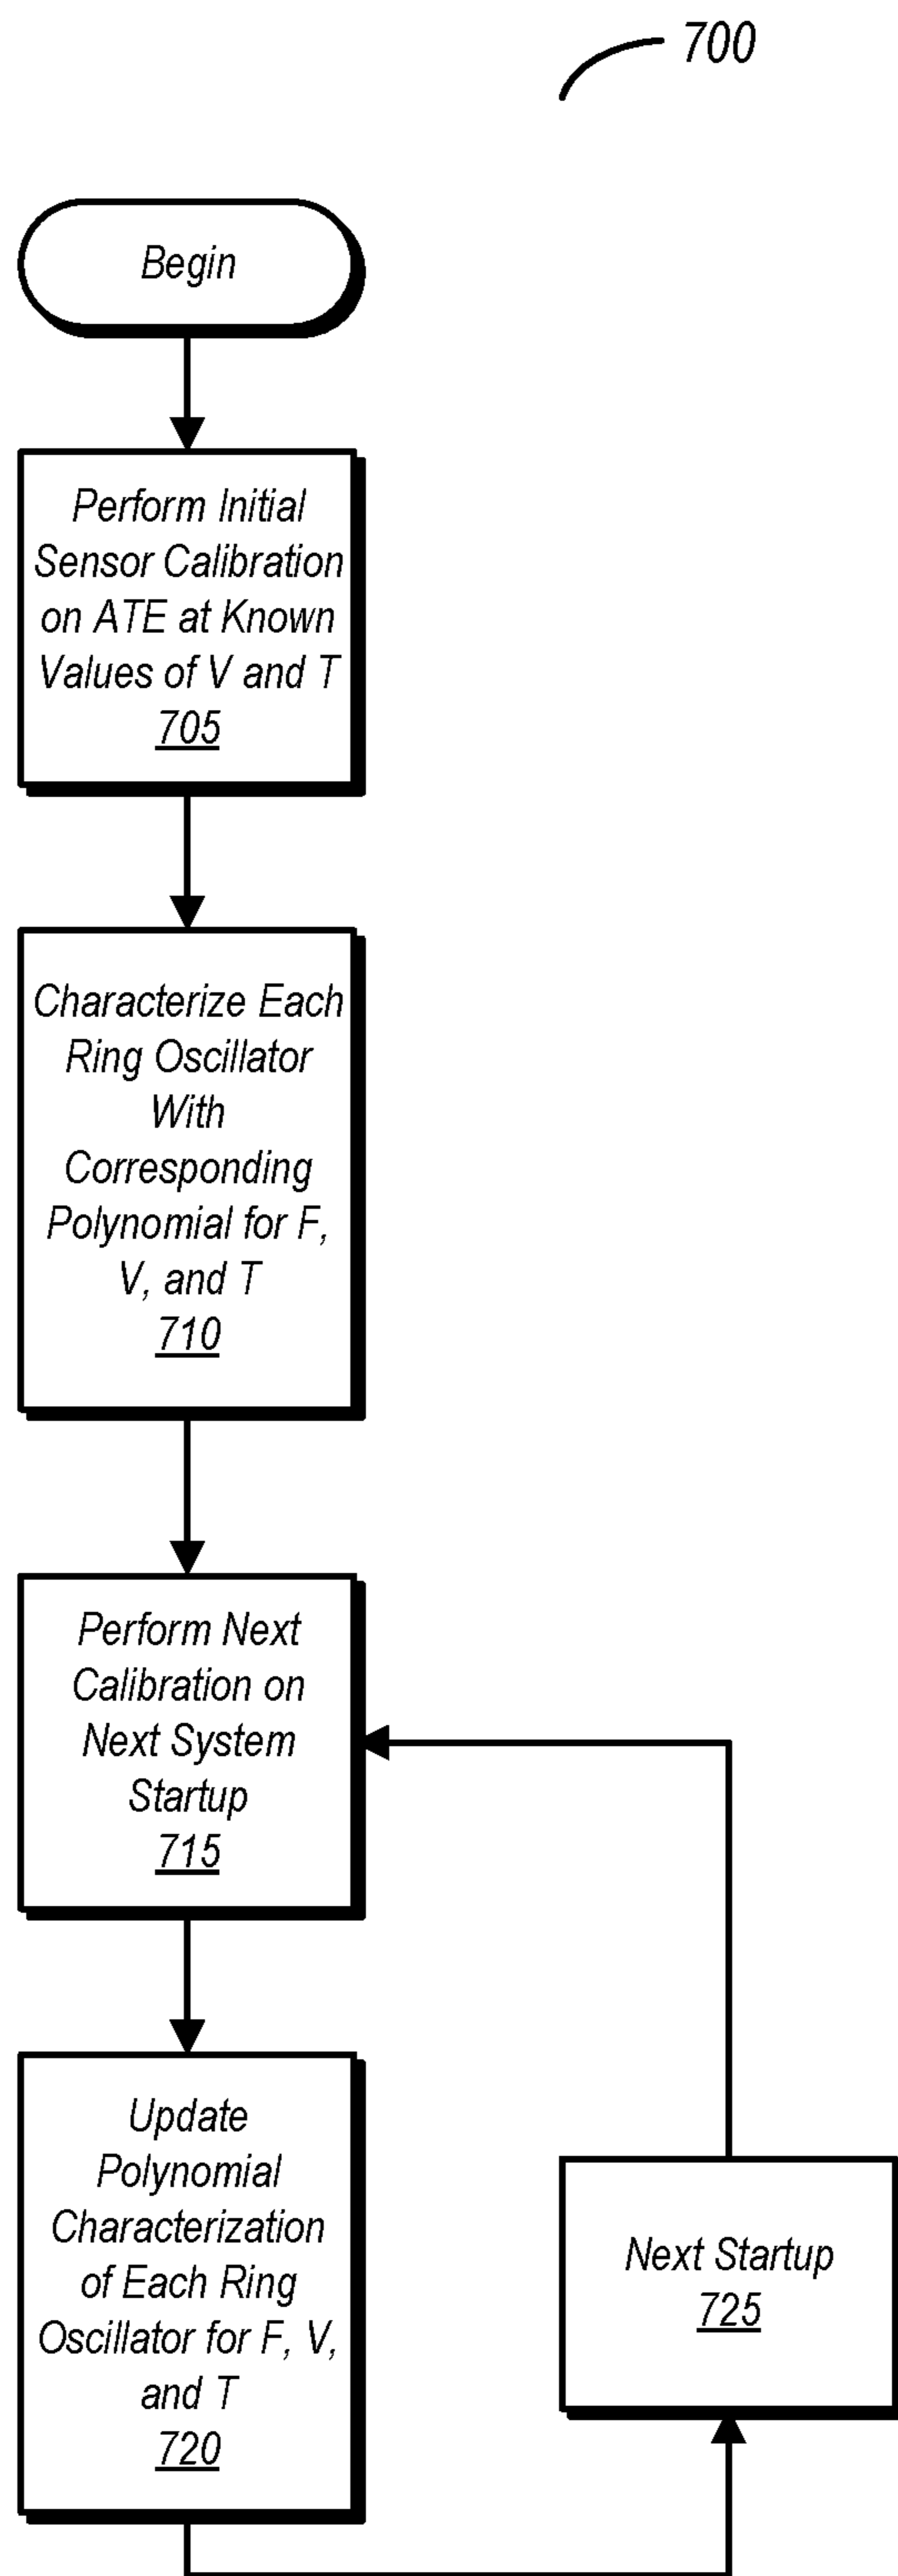 700
Begin
Perform Initial
Sensor Calibration
on ATE at Known
Values of V and T
705
Characterize Each
Ring Oscillator
With
Corresponding
Polynomial for F,
V, and T
710
Perform Next
Calibration on
Next System
Startup
715
Update
Polynomial
Characterization
of Each Ring
Oscillator for F, V,
and T
720
Next Startup
725